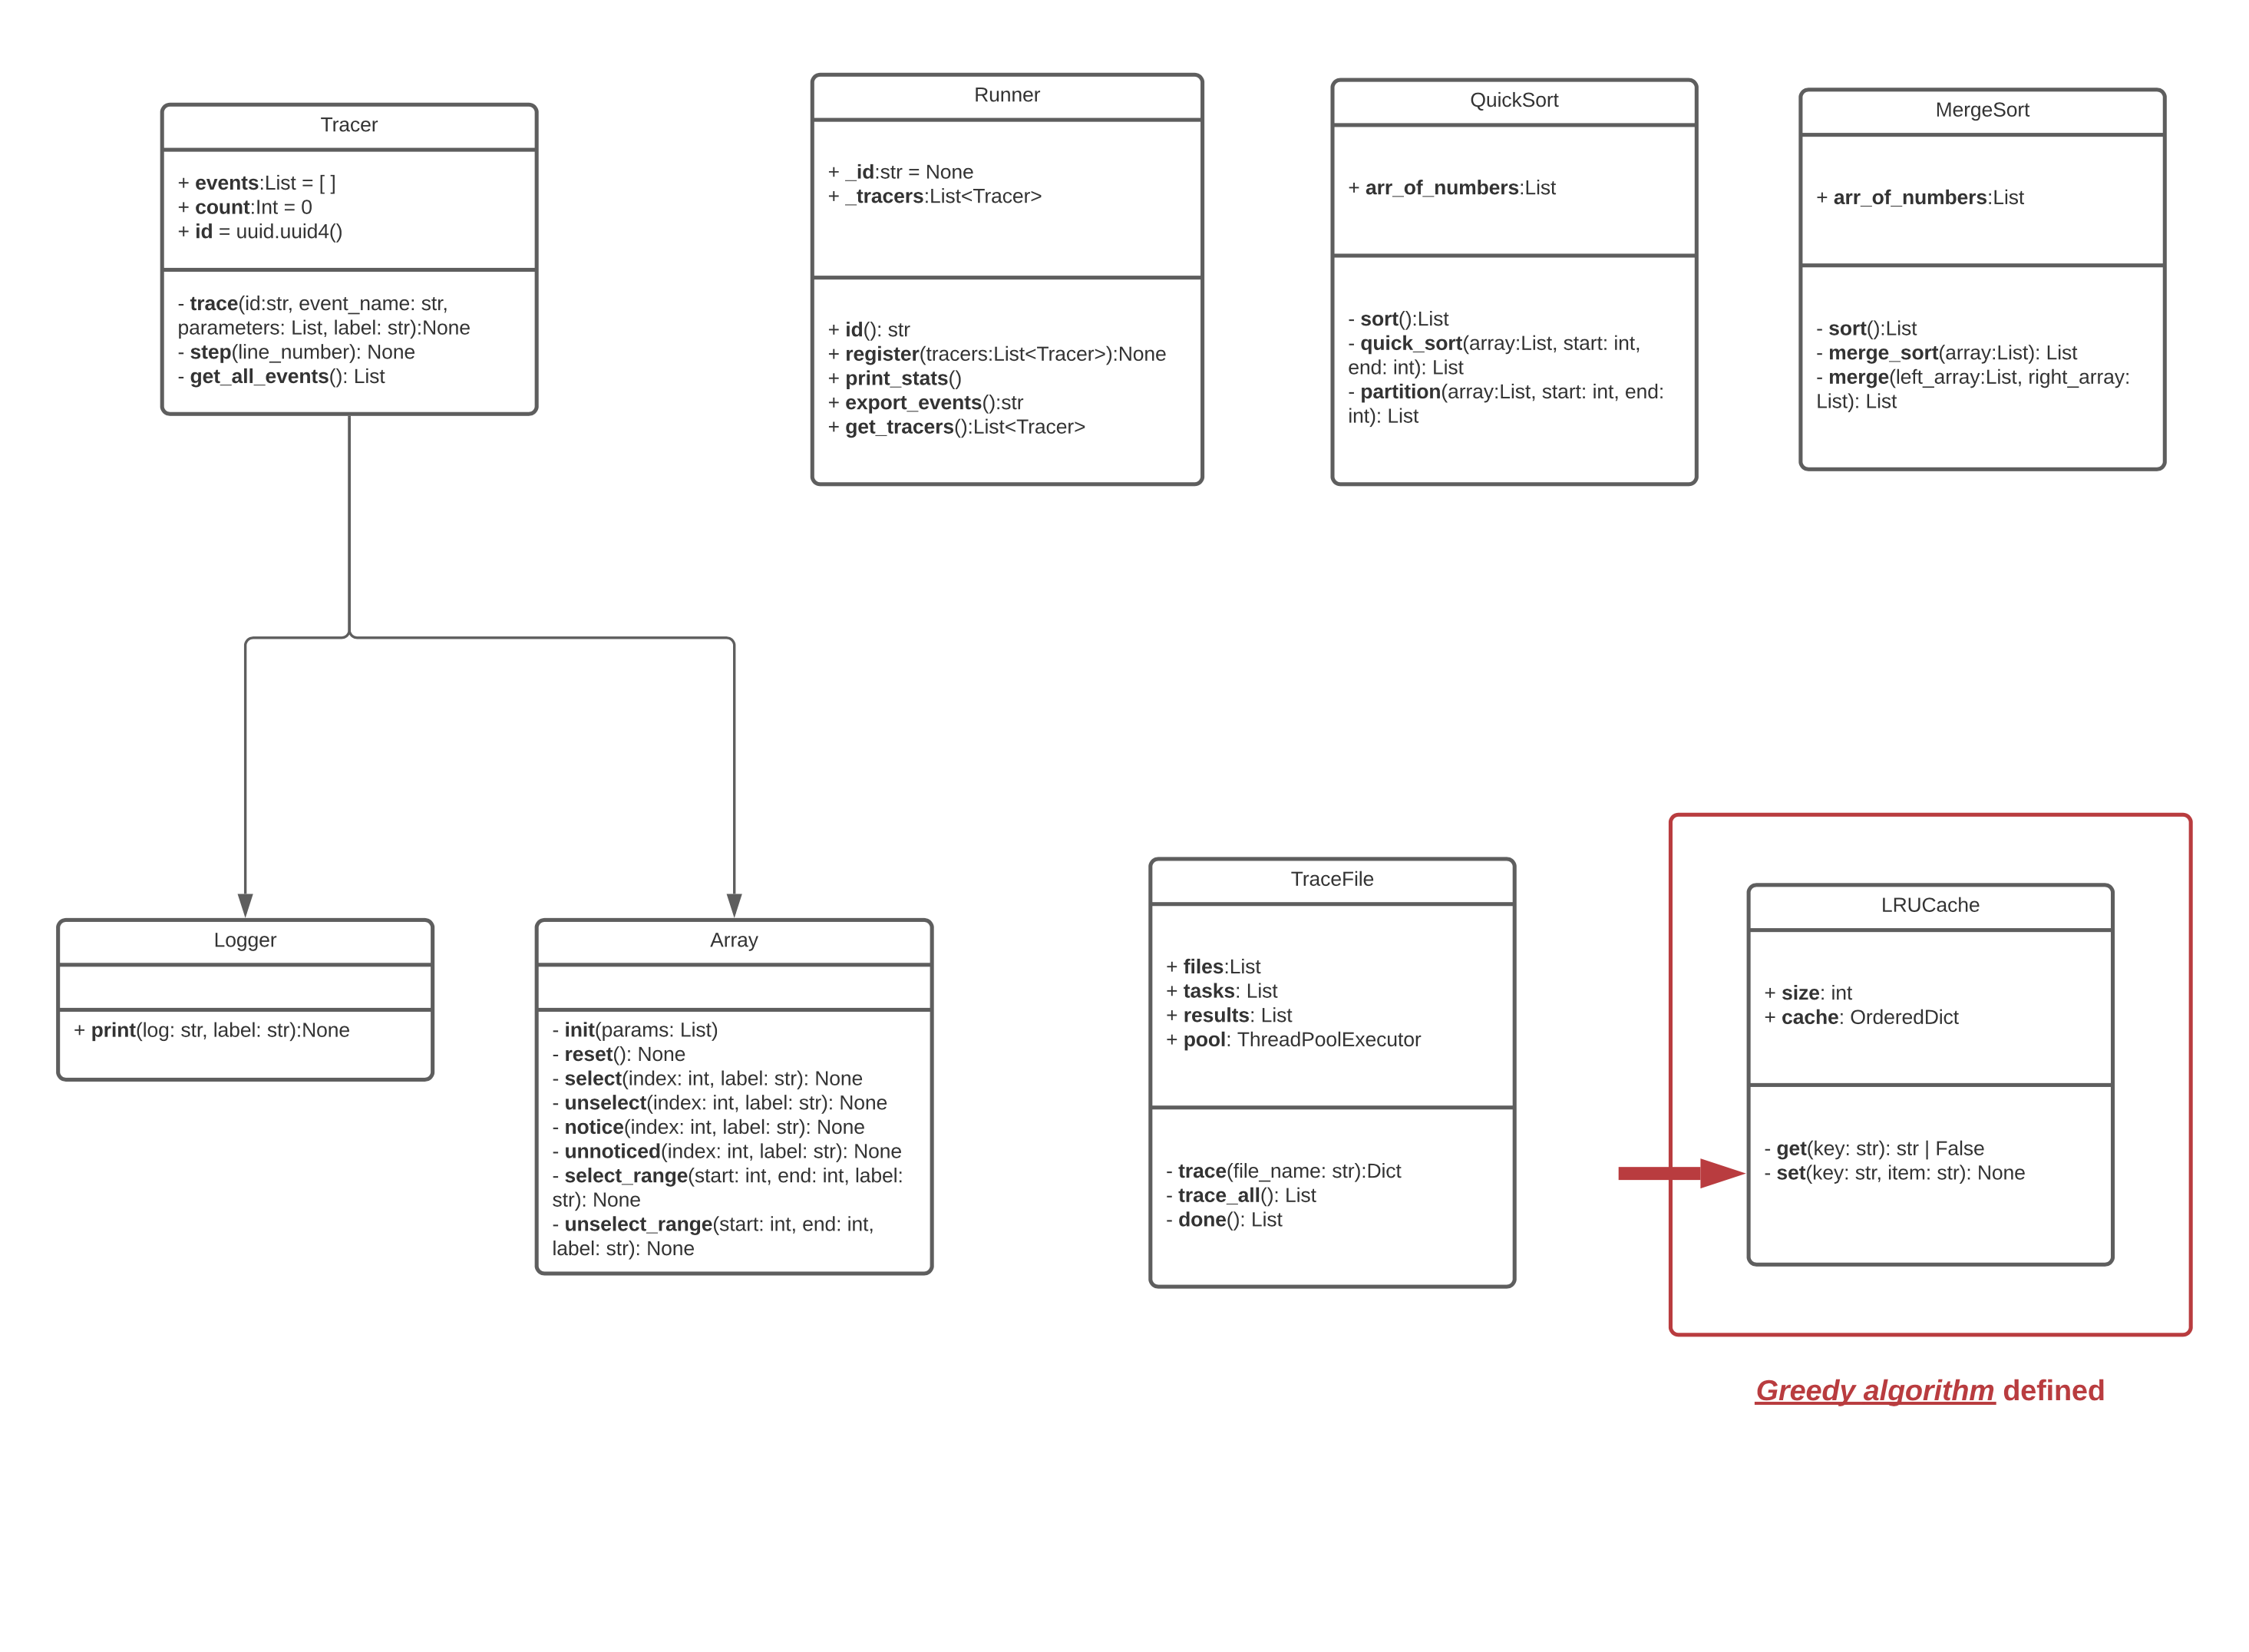 Tracer
+ events:List = [ ]
+ count:Int = 0
+ id = uuid.uuid4()
- trace(id:str, event_name: str,
parameters: List, label: str):None
- step(line_number): None
- get_all_events(): List
Runner
+ _id:str = None
+ _tracers:List<Tracer>
+ id(): str
+ register(tracers:List<Tracer>):None
+ print_stats()
+ export_events():str
+ get_tracers():List<Tracer>
QuickSort
+ arr_of_numbers:List
- sort():List
- quick_sort(array:List, start: int,
end: int): List
- partition(array:List, start: int, end:
int): List
MergeSort
+ arr_of_numbers:List
- sort():List
- merge_sort(array:List): List
- merge(left_array:List, right_array:
List): List
Logger
+ print(log: str, label: str):None
Array
- init(params: List)
- reset(): None
- select(index: int, label: str): None
- unselect(index: int, label: str): None
- notice(index: int, label: str): None
- unnoticed(index: int, label: str): None
- select_range(start: int, end: int, label:
str): None
- unselect_range(start: int, end: int,
label: str): None
TraceFile
+ files:List
+ tasks: List
+ results: List
+ pool: ThreadPoolExecutor
- trace(file_name: str):Dict
- trace_all(): List
- done(): List
LRUCache
+ size: int
+ cache: OrderedDict
- get(key: str): str | False
- set(key: str, item: str): None
Greedy algorithm defined